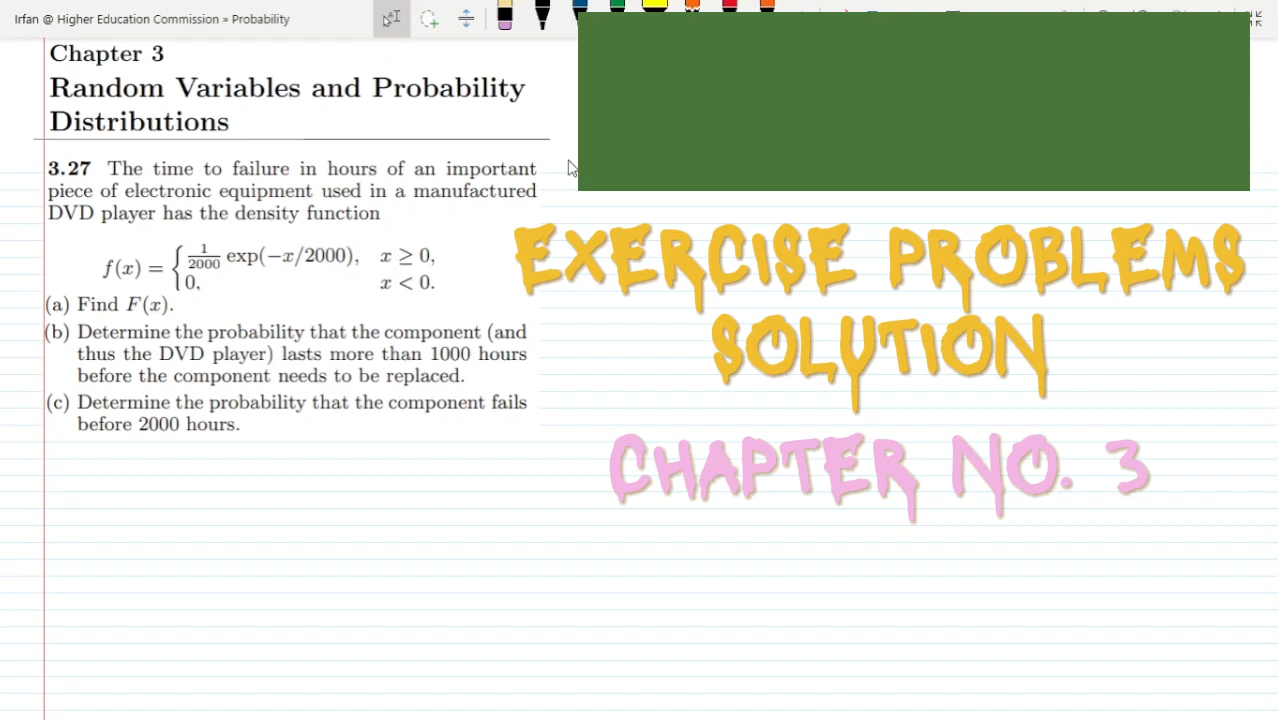 Irfan @ Higher Education Commission » Probability
Chapter 3
Random Variables and Probability
Distributions
3.27 The time to failure in hours of an important
piece of electronic equipment used in a manufactured
DVD player has the density function
f(x) = { 1/2000 exp(−x/2000), x ≥ 0,
0, x < 0.
(a) Find F(x).
(b) Determine the probability that the component (and
thus the DVD player) lasts more than 1000 hours
before the component needs to be replaced.
(c) Determine the probability that the component fails
before 2000 hours.
EXERCISE PROBLEMS
SOLUTION
CHAPTER NO. 3